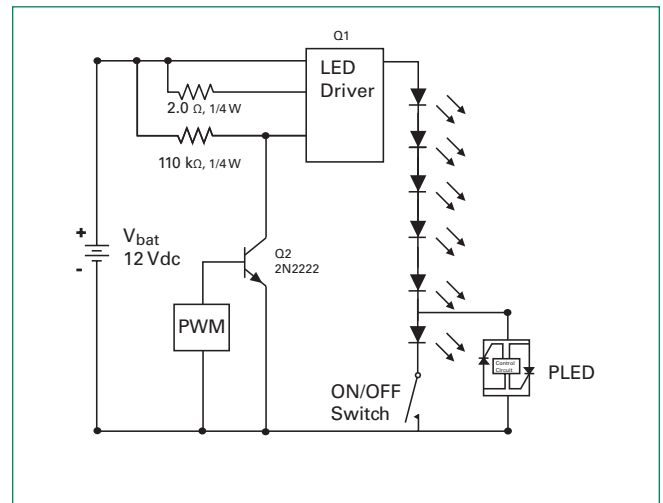 Q1
LED
Driver
2.0 Ω, 1/4 W
110 kΩ, 1/4 W
+
Vbat
12 Vdc
-
Q2
2N2222
PWM
Control
Circuit
PLED
ON/OFF
Switch